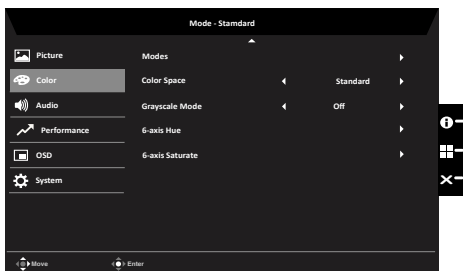 Mode - Stamdard
Picture
Modes
Color
Color Space Standard
Audio
Grayscale Mode Off
Performance
6-axis Hue
OSD
6-axis Saturate
System
Move Enter